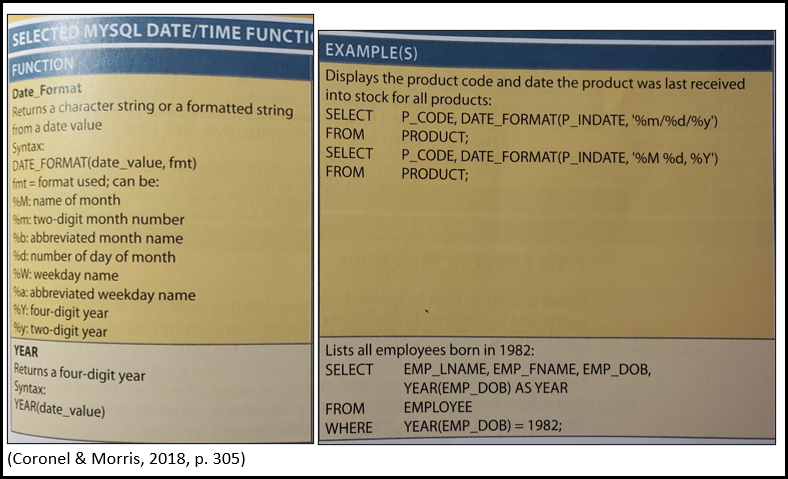 SELECTED MYSQL DATE/TIME FUNCTI
FUNCTION
Date_Format
Returns a character string or a formatted string
from a date value
Syntax:
DATE_FORMAT(date_value, fmt)
fmt = format used; can be:
%M: name of month
%m: two-digit month number
%b: abbreviated month name
%d: number of day of month
%W: weekday name
%a: abbreviated weekday name
%Y: four-digit year
%y: two-digit year
YEAR
Returns a four-digit year
Syntax:
YEAR(date_value)
EXAMPLE(S)
Displays the product code and date the product was last received
into stock for all products:
SELECT P_CODE, DATE_FORMAT(P_INDATE, '%m/%d/%y')
FROM PRODUCT;
SELECT P_CODE, DATE_FORMAT(P_INDATE, '%M %d, %Y')
FROM PRODUCT;
Lists all employees born in 1982:
SELECT EMP_LNAME, EMP_FNAME, EMP_DOB,
YEAR(EMP_DOB) AS YEAR
FROM EMPLOYEE
WHERE YEAR(EMP_DOB) = 1982;
(Coronel & Morris, 2018, p. 305)